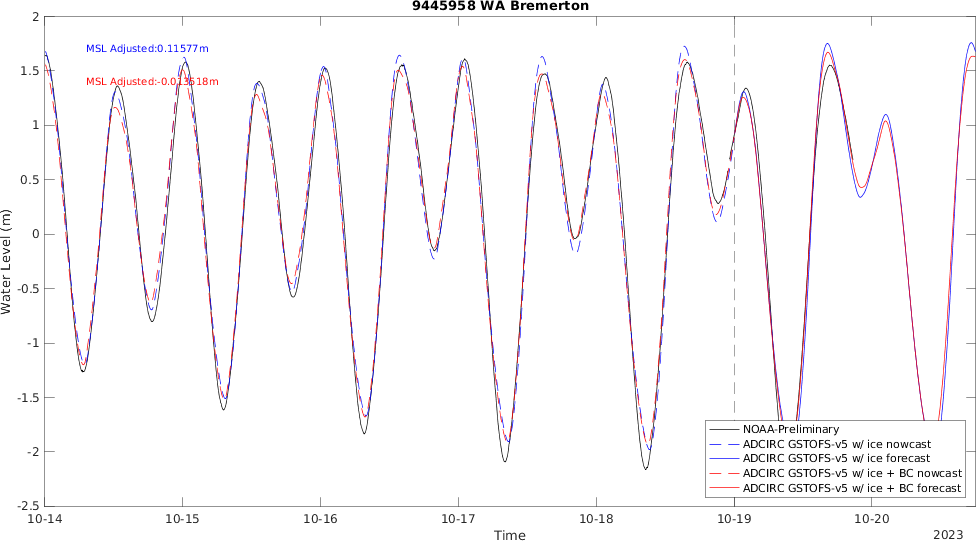 9445958 WA Bremerton
MSL Adjusted:0.11577m
MSL Adjusted:-0.013518m
Water Level (m)
2
1.5
1
0.5
0
-0.5
-1
-1.5
-2
-2.5
NOAA-Preliminary
ADCIRC GSTOFS-v5 w/ ice nowcast
ADCIRC GSTOFS-v5 w/ ice forecast
ADCIRC GSTOFS-v5 w/ ice + BC nowcast
ADCIRC GSTOFS-v5 w/ ice + BC forecast
10-14 10-15 10-16 10-17 10-18 10-19 10-20
Time
2023